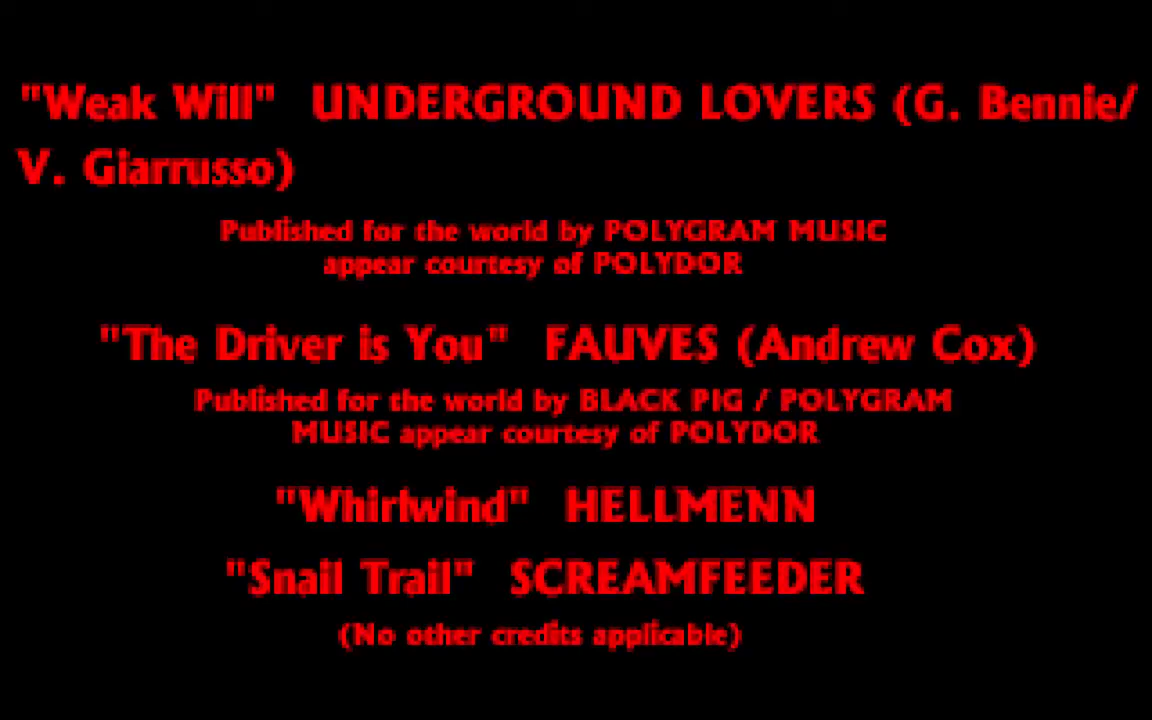 "Weak Will" UNDERGROUND LOVERS (G. Bennie/
V. Giarrusso)
Published for the world by POLYGRAM MUSIC
appear courtesy of POLYDOR
"The Driver is You" FAUVES (Andrew Cox)
Published for the world by BLACK PIG / POLYGRAM
MUSIC appear courtesy of POLYDOR
"Whirlwind" HELLMENN
"Snail Trail" SCREAMFEEDER
(No other credits applicable)